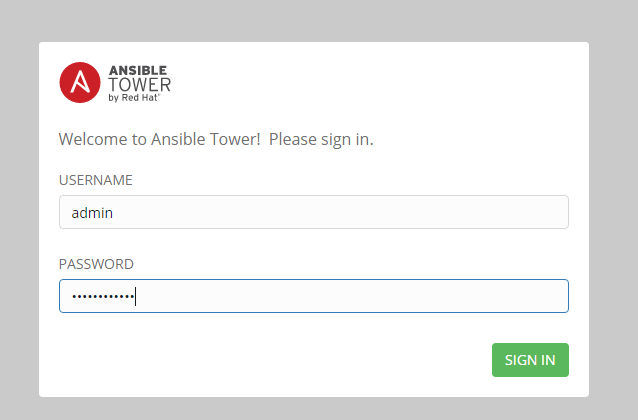 ANSIBLE
TOWER
by Red Hat®
Welcome to Ansible Tower!  Please sign in.
USERNAME
admin
PASSWORD
••••••••••••
SIGN IN